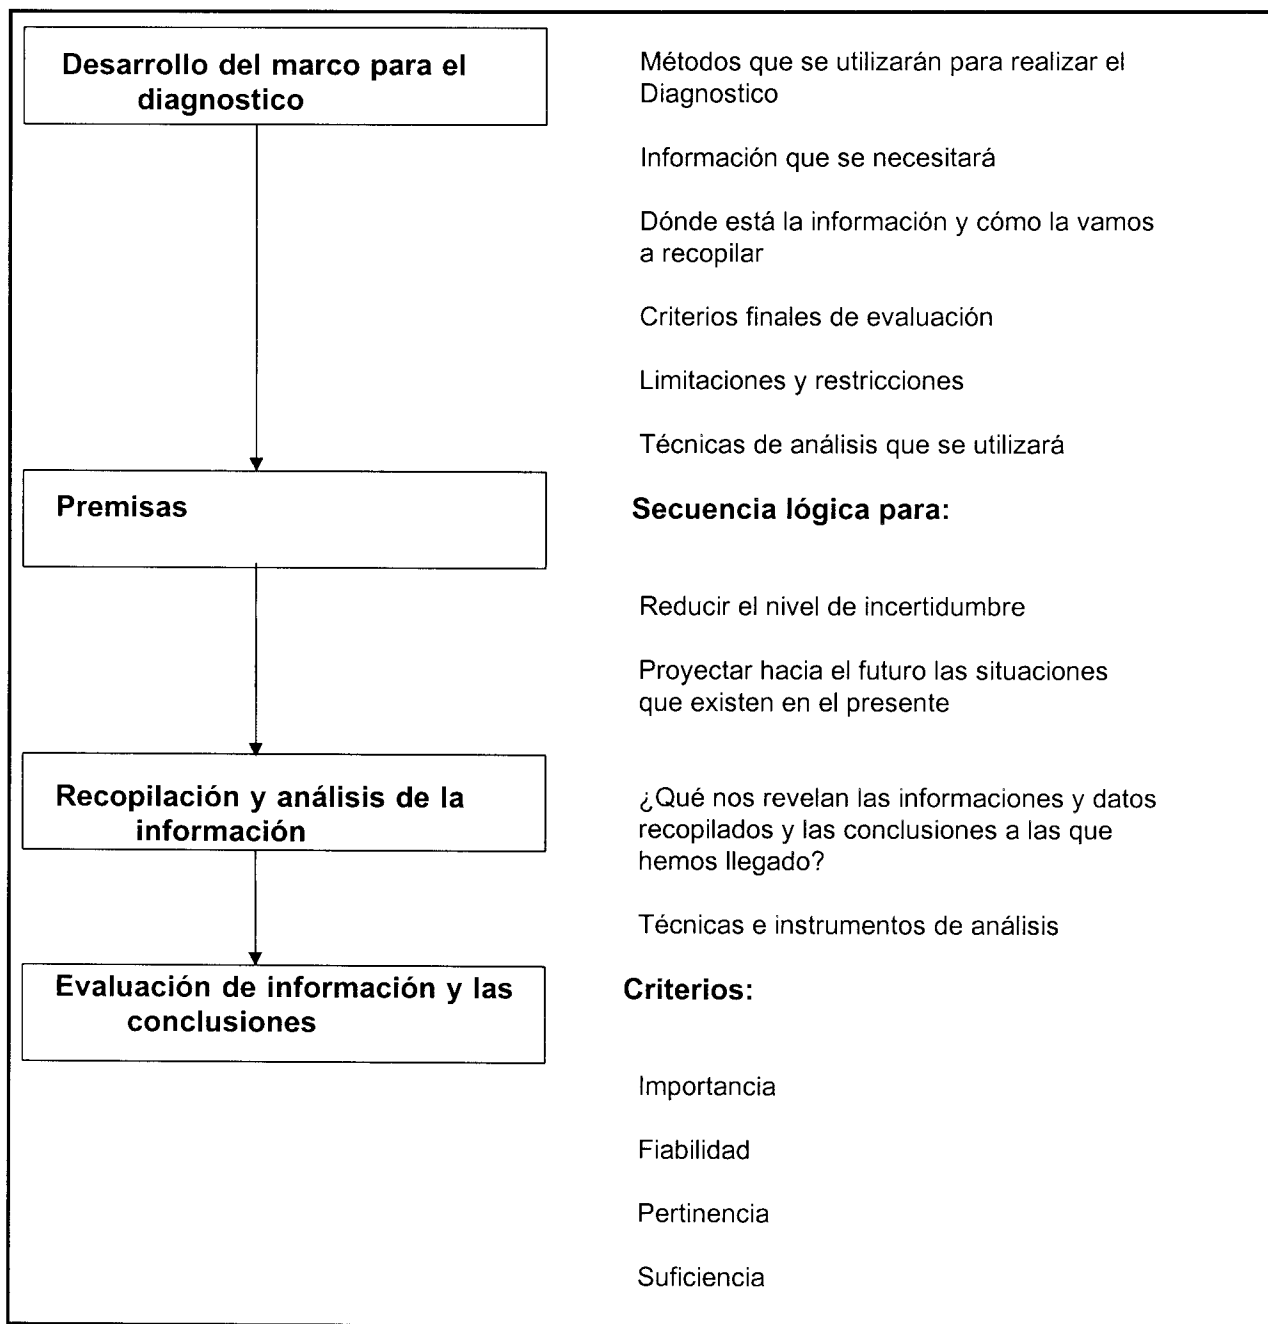 Desarrollo del marco para el
diagnostico
Métodos que se utilizarán para realizar el
Diagnostico
Información que se necesitará
Dónde está la información y cómo la vamos
a recopilar
Criterios finales de evaluación
Limitaciones y restricciones
Técnicas de análisis que se utilizará
Premisas
Secuencia lógica para:
Reducir el nivel de incertidumbre
Proyectar hacia el futuro las situaciones
que existen en el presente
Recopilación y análisis de la
información
¿Qué nos revelan las informaciones y datos
recopilados y las conclusiones a las que
hemos llegado?
Técnicas e instrumentos de análisis
Evaluación de información y las
conclusiones
Criterios:
Importancia
Fiabilidad
Pertinencia
Suficiencia